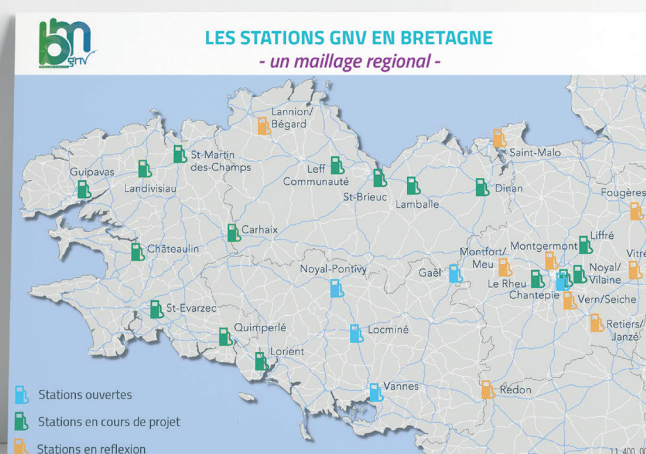 bm
gnv
LES STATIONS GNV EN BRETAGNE
- un maillage regional -
Lannion/
Bégard
Saint-Malo
St-Martin
des-Champs
Guipavas
Landivisiau
Leff
Communauté
St-Brieuc
Lamballe
Dinan
Fougères
Carhaix
Châteaulin
Liffré
Montgermont
Montfort/
Meu
Vitré
Noyal-Pontivy
Gaël
Noyal/
Vilaine
Le Rheu
Chantepie
Vern/Seiche
St-Evarzec
Quimperlé
Locminé
Retiers/
Janzé
Lorient
Vannes
Redon
Stations ouvertes
Stations en cours de projet
Stations en reflexion